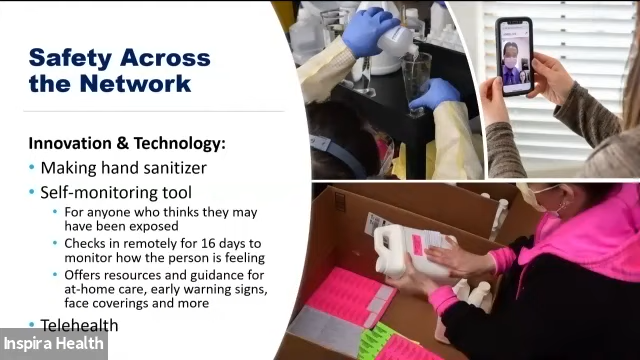 Safety Across
the Network
Innovation & Technology:
• Making hand sanitizer
• Self-monitoring tool
• For anyone who thinks they may
have been exposed
• Checks in remotely for 16 days to
monitor how the person is feeling
• Offers resources and guidance for
at-home care, early warning signs,
face coverings and more
• Telehealth
Inspira Health